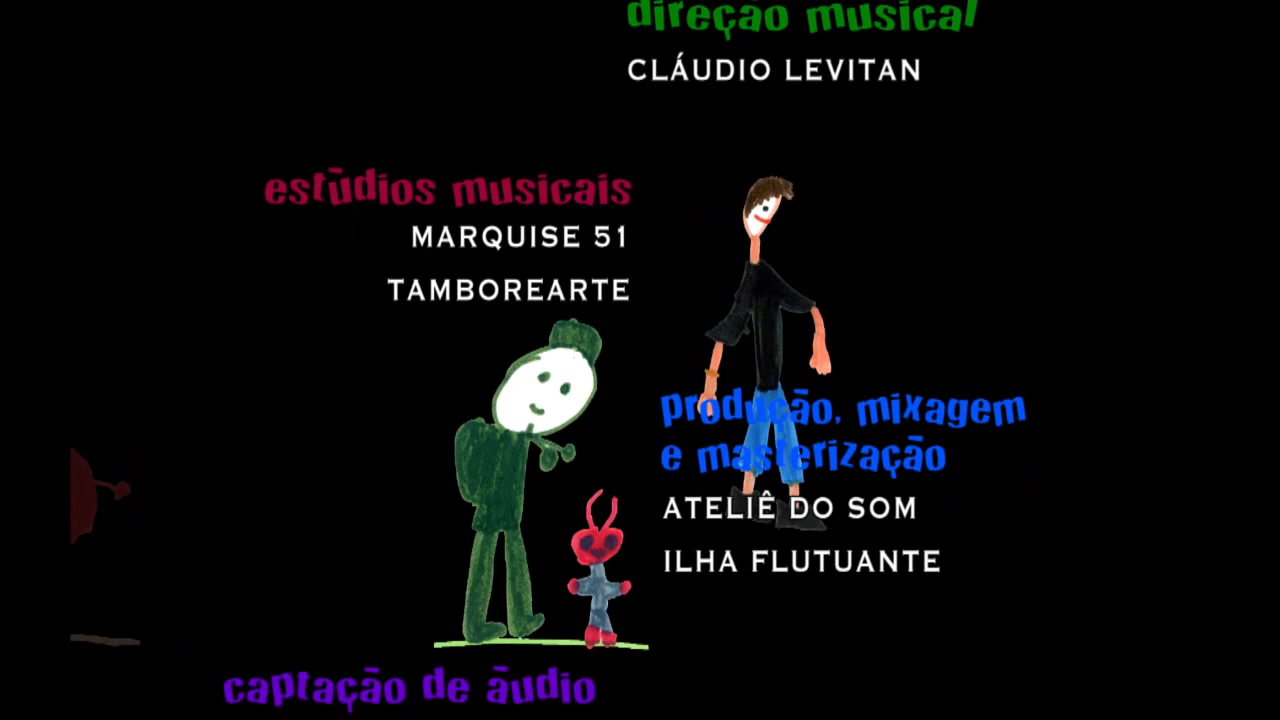 direção musical
CLÁUDIO LEVITAN
estúdios musicais
MARQUISE 51
TAMBOREARTE
produção, mixagem
e masterização
ATELIÊ DO SOM
ILHA FLUTUANTE
captação de áudio